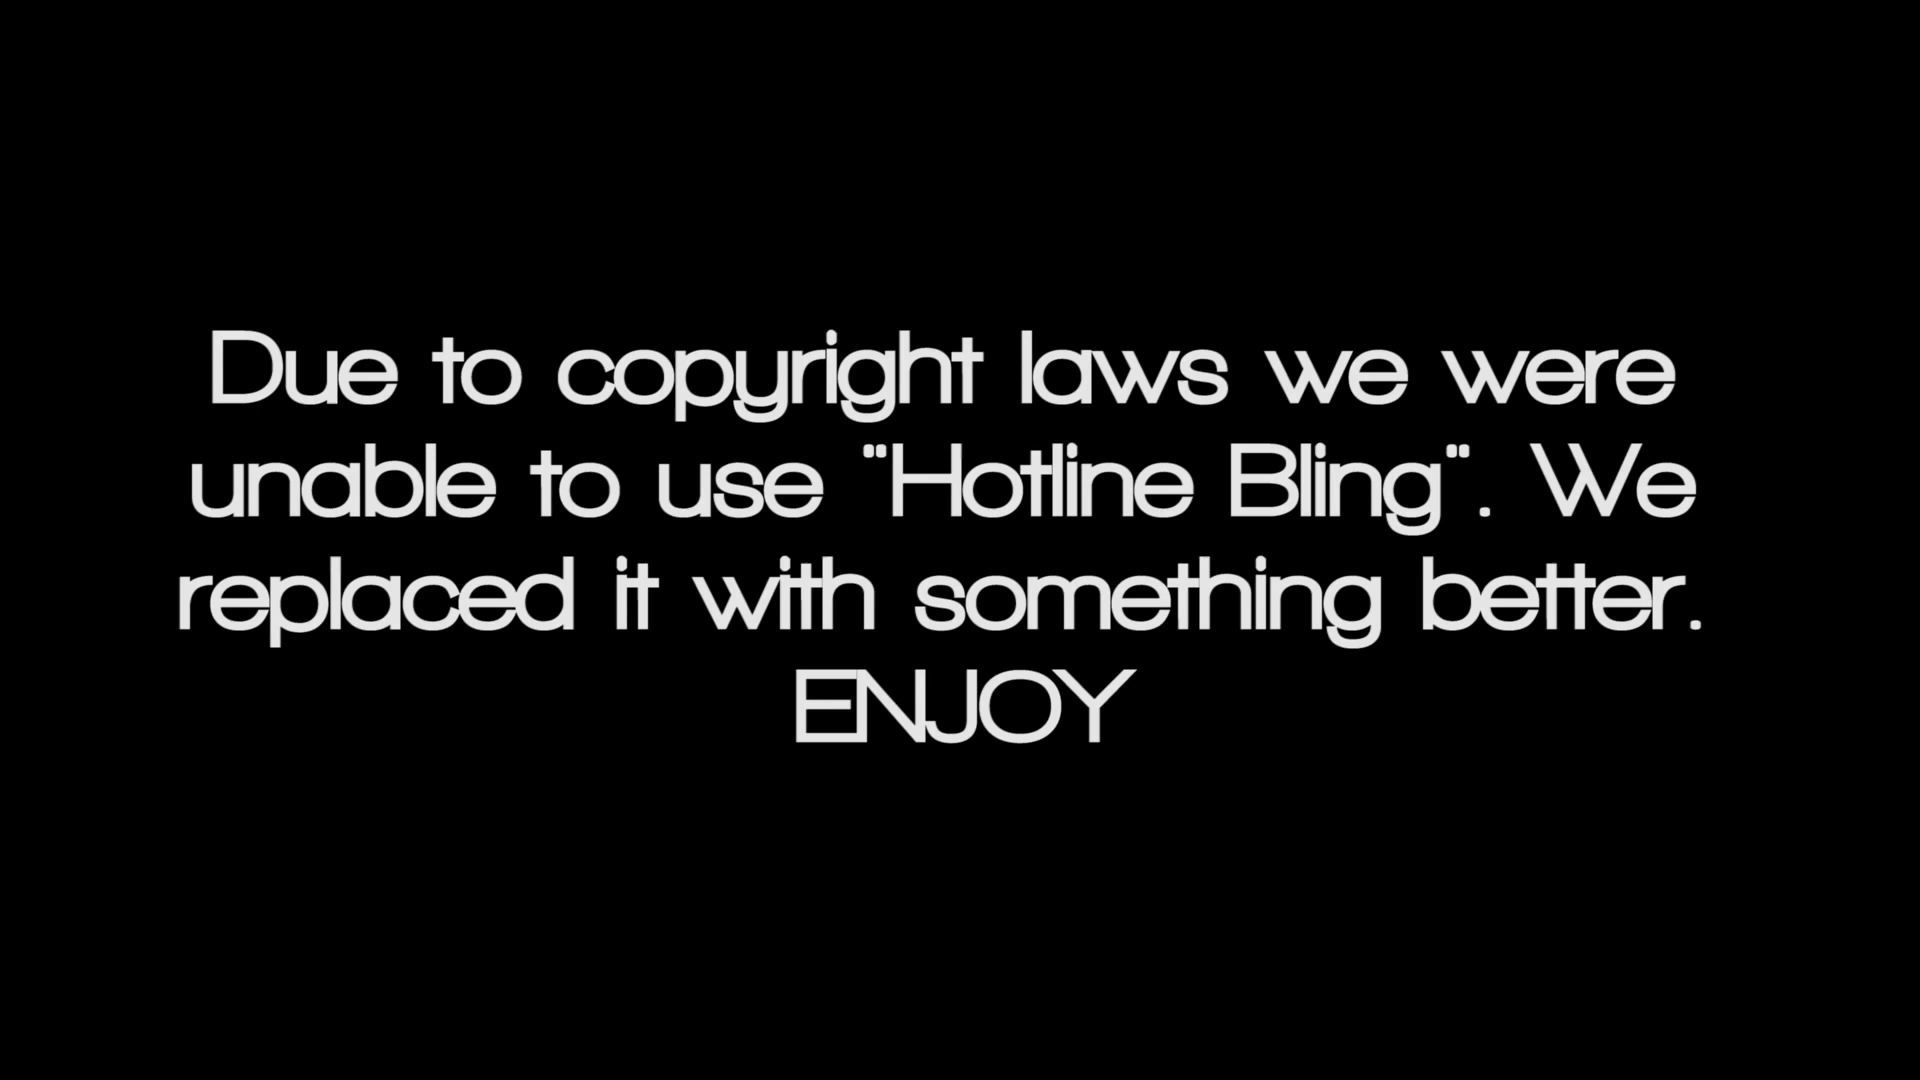 Due to copyright laws we were
unable to use "Hotline Bling". We
replaced it with something better.
ENJOY